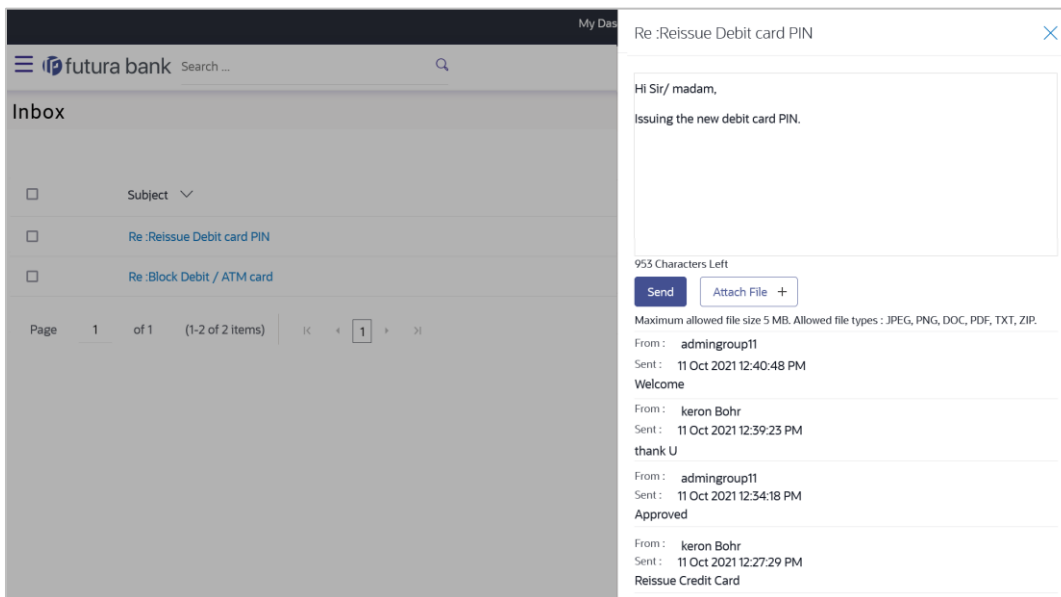 My Das
futura bank Search ...
Inbox
Subject
Re :Reissue Debit card PIN
Re :Block Debit / ATM card
Page 1 of 1 (1-2 of 2 items) 1
Re :Reissue Debit card PIN
Hi Sir/ madam,
Issuing the new debit card PIN.
953 Characters Left
Send Attach File +
Maximum allowed file size 5 MB. Allowed file types : JPEG, PNG, DOC, PDF, TXT, ZIP.
From : admingroup11
Sent : 11 Oct 2021 12:40:48 PM
Welcome
From : keron Bohr
Sent : 11 Oct 2021 12:39:23 PM
thank U
From : admingroup11
Sent : 11 Oct 2021 12:34:18 PM
Approved
From : keron Bohr
Sent : 11 Oct 2021 12:27:29 PM
Reissue Credit Card